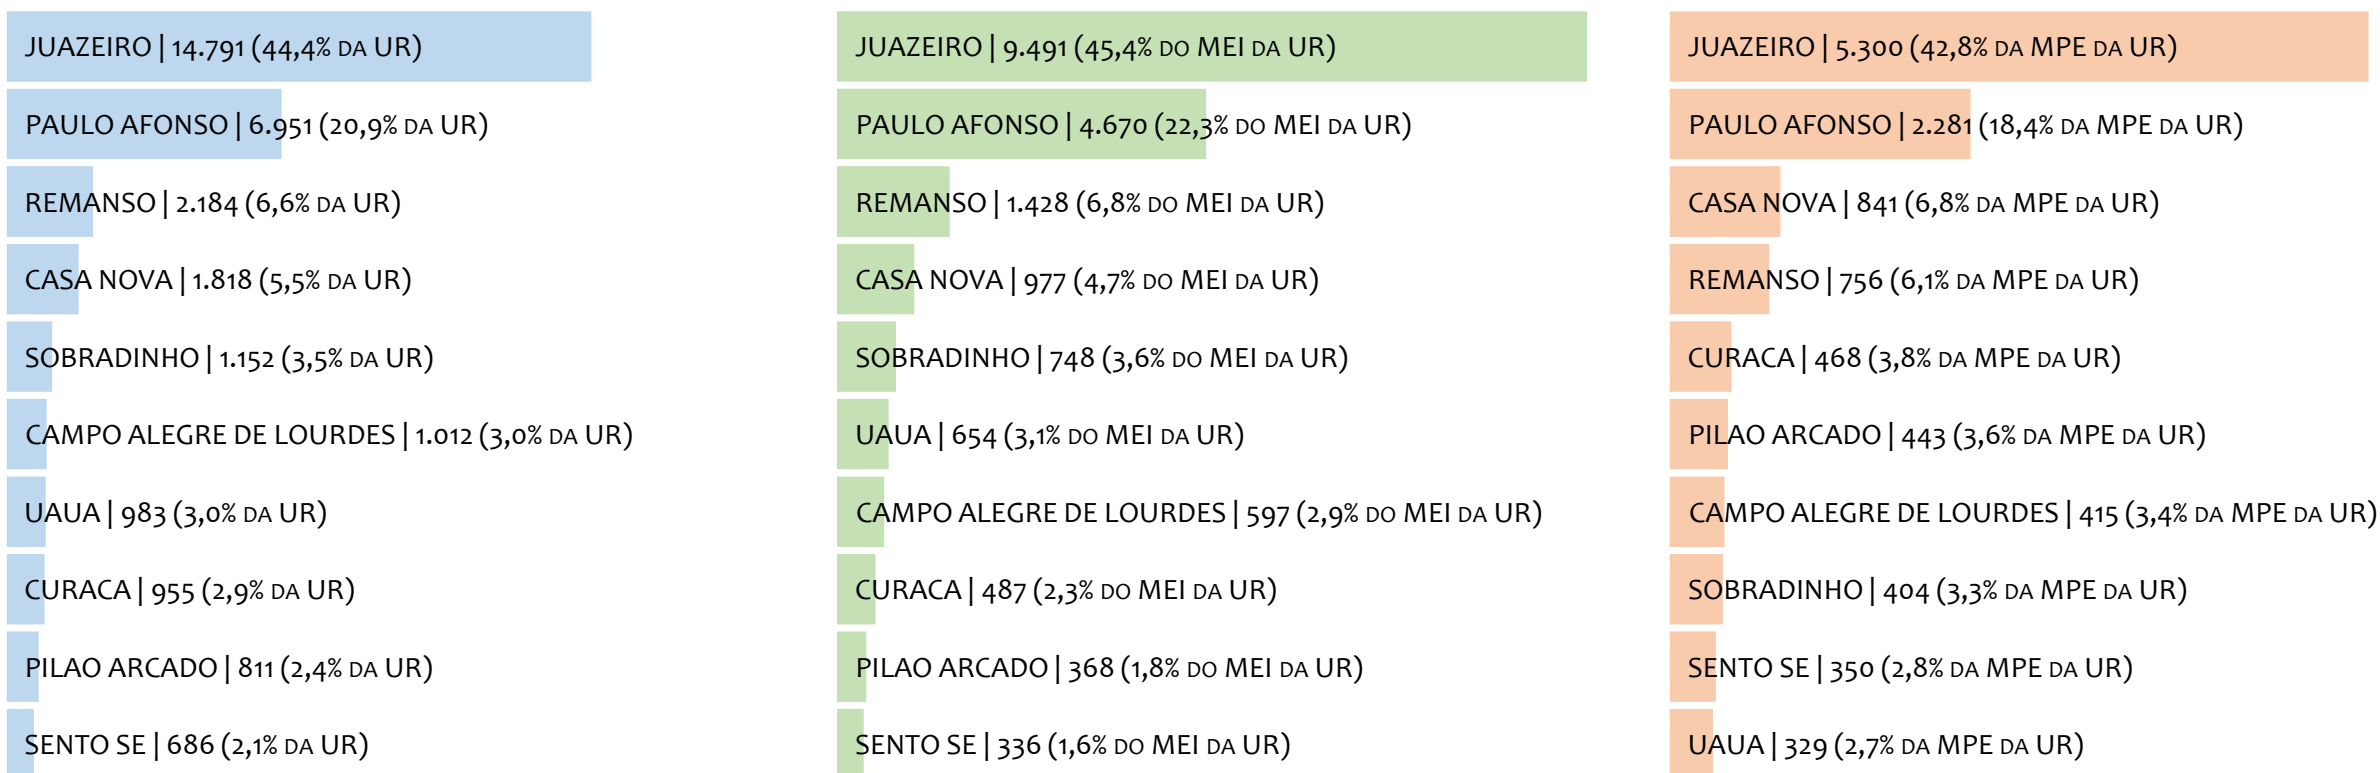 JUAZEIRO | 14.791 (44,4% DA UR)
PAULO AFONSO | 6.951 (20,9% DA UR)
REMANSO | 2.184 (6,6% DA UR)
CASA NOVA | 1.818 (5,5% DA UR)
SOBRADINHO | 1.152 (3,5% DA UR)
CAMPO ALEGRE DE LOURDES | 1.012 (3,0% DA UR)
UAUA | 983 (3,0% DA UR)
CURACA | 955 (2,9% DA UR)
PILAO ARCADO | 811 (2,4% DA UR)
SENTO SE | 686 (2,1% DA UR)
JUAZEIRO | 9.491 (45,4% DO MEI DA UR)
PAULO AFONSO | 4.670 (22,3% DO MEI DA UR)
REMANSO | 1.428 (6,8% DO MEI DA UR)
CASA NOVA | 977 (4,7% DO MEI DA UR)
SOBRADINHO | 748 (3,6% DO MEI DA UR)
UAUA | 654 (3,1% DO MEI DA UR)
CAMPO ALEGRE DE LOURDES | 597 (2,9% DO MEI DA UR)
CURACA | 487 (2,3% DO MEI DA UR)
PILAO ARCADO | 368 (1,8% DO MEI DA UR)
SENTO SE | 336 (1,6% DO MEI DA UR)
JUAZEIRO | 5.300 (42,8% DA MPE DA UR)
PAULO AFONSO | 2.281 (18,4% DA MPE DA UR)
CASA NOVA | 841 (6,8% DA MPE DA UR)
REMANSO | 756 (6,1% DA MPE DA UR)
CURACA | 468 (3,8% DA MPE DA UR)
PILAO ARCADO | 443 (3,6% DA MPE DA UR)
CAMPO ALEGRE DE LOURDES | 415 (3,4% DA MPE DA UR)
SOBRADINHO | 404 (3,3% DA MPE DA UR)
SENTO SE | 350 (2,8% DA MPE DA UR)
UAUA | 329 (2,7% DA MPE DA UR)